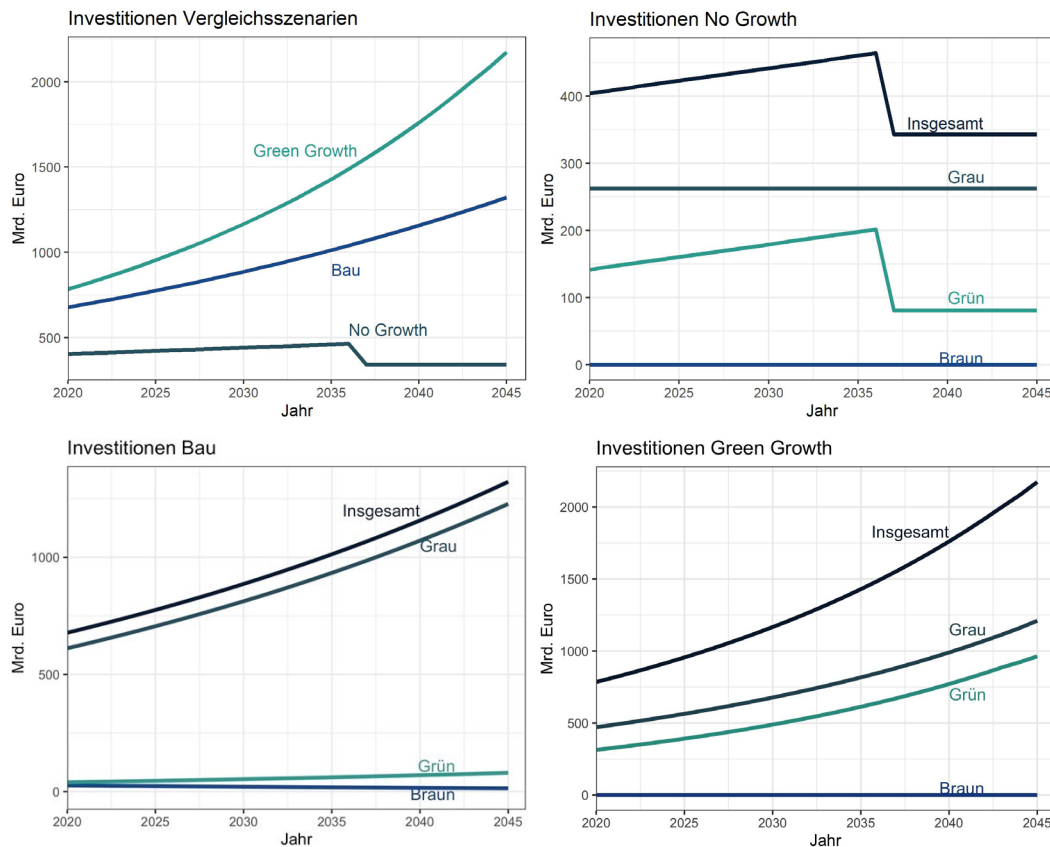 Investitionen Vergleichsszenarien
Mrd. Euro
2000
1500
1000
500
Green Growth
Bau
No Growth
2020 2025 2030 2035 2040 2045
Jahr
Investitionen No Growth
Mrd. Euro
400
300
200
100
0
Insgesamt
Grau
Grün
Braun
2020 2025 2030 2035 2040 2045
Jahr
Investitionen Bau
Mrd. Euro
1000
500
0
Insgesamt
Grau
Grün
Braun
2020 2025 2030 2035 2040 2045
Jahr
Investitionen Green Growth
Mrd. Euro
2000
1500
1000
500
0
Insgesamt
Grau
Grün
Braun
2020 2025 2030 2035 2040 2045
Jahr